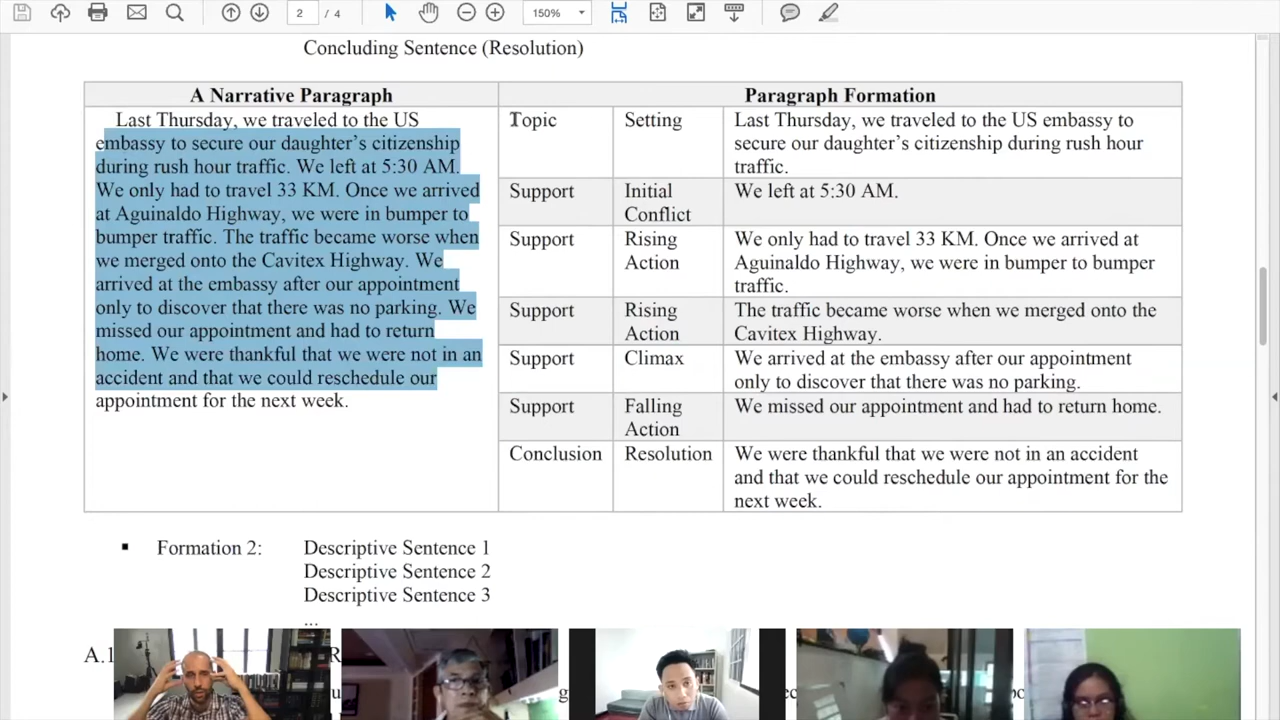 2 / 4
150%
Concluding Sentence (Resolution)
A Narrative Paragraph
Last Thursday, we traveled to the US
embassy to secure our daughter’s citizenship
during rush hour traffic. We left at 5:30 AM.
We only had to travel 33 KM. Once we arrived
at Aguinaldo Highway, we were in bumper to
bumper traffic. The traffic became worse when
we merged onto the Cavitex Highway. We
arrived at the embassy after our appointment
only to discover that there was no parking. We
missed our appointment and had to return
home. We were thankful that we were not in an
accident and that we could reschedule our
appointment for the next week.
Paragraph Formation
Topic
Setting
Last Thursday, we traveled to the US embassy to
secure our daughter’s citizenship during rush hour
traffic.
Support
Initial
Conflict
We left at 5:30 AM.
Support
Rising
Action
We only had to travel 33 KM. Once we arrived at
Aguinaldo Highway, we were in bumper to bumper
traffic.
Support
Rising
Action
The traffic became worse when we merged onto the
Cavitex Highway.
Support
Climax
We arrived at the embassy after our appointment
only to discover that there was no parking.
Support
Falling
Action
We missed our appointment and had to return home.
Conclusion
Resolution
We were thankful that we were not in an accident
and that we could reschedule our appointment for the
next week.
▪ Formation 2: Descriptive Sentence 1
Descriptive Sentence 2
Descriptive Sentence 3
...
A.1